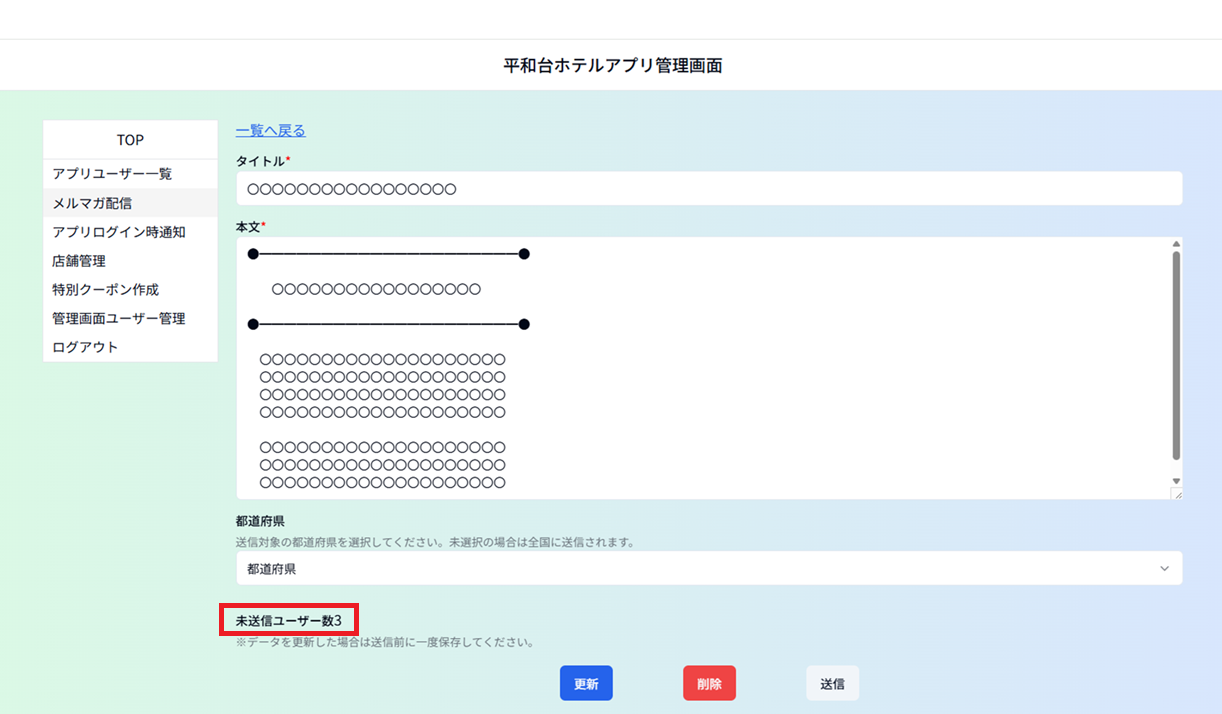 平和台ホテルアプリ管理画面
TOP
アプリユーザー一覧
メルマガ配信
アプリログイン時通知
店舗管理
特別クーポン作成
管理画面ユーザー管理
ログアウト
一覧へ戻る
タイトル*
〇〇〇〇〇〇〇〇〇〇〇〇〇〇〇〇〇
本文*
●―――――――――――――――――――――●
〇〇〇〇〇〇〇〇〇〇〇〇〇〇〇〇〇
●―――――――――――――――――――――●
〇〇〇〇〇〇〇〇〇〇〇〇〇〇〇〇〇〇〇〇
〇〇〇〇〇〇〇〇〇〇〇〇〇〇〇〇〇〇〇〇
〇〇〇〇〇〇〇〇〇〇〇〇〇〇〇〇〇〇〇〇
〇〇〇〇〇〇〇〇〇〇〇〇〇〇〇〇〇〇〇〇
〇〇〇〇〇〇〇〇〇〇〇〇〇〇〇〇〇〇〇〇
〇〇〇〇〇〇〇〇〇〇〇〇〇〇〇〇〇〇〇〇
〇〇〇〇〇〇〇〇〇〇〇〇〇〇〇〇〇〇〇〇
都道府県
送信対象の都道府県を選択してください。未選択の場合は全国に送信されます。
都道府県
未送信ユーザー数3
※データを更新した場合は送信前に一度保存してください。
更新
削除
送信